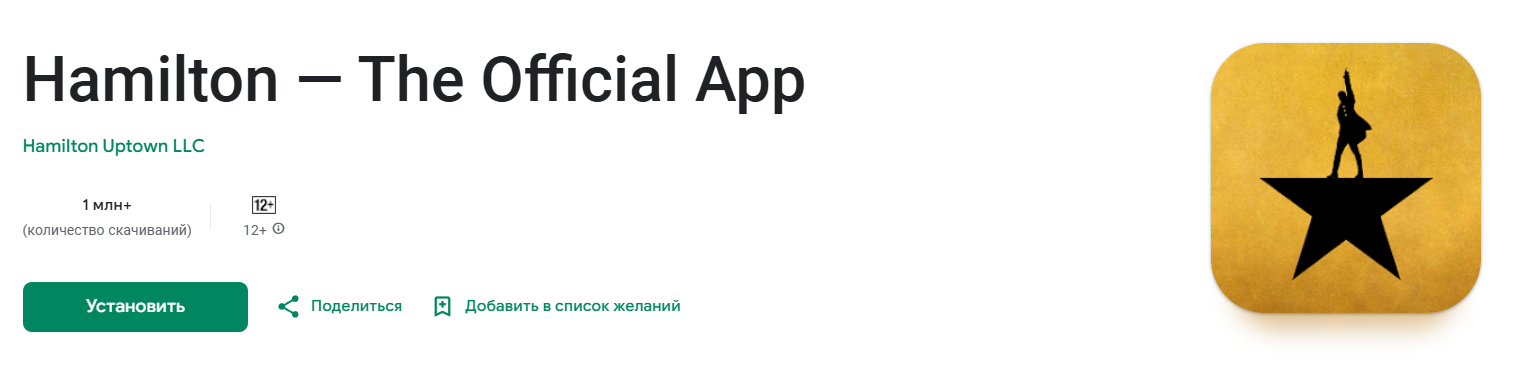 Hamilton — The Official App
Hamilton Uptown LLC
1 млн+
12+
(количество скачиваний)
12+
Установить
Поделиться
Добавить в список желаний